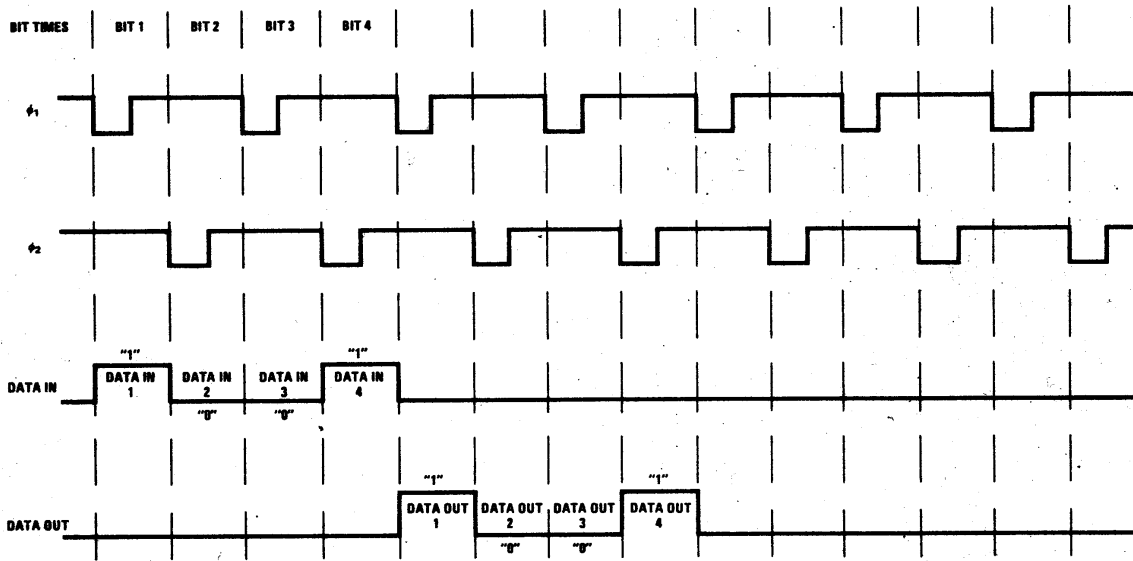 BIT TIMES BIT 1 BIT 2 BIT 3 BIT 4
ϕ1
ϕ2
"1" "1"
DATA IN DATA IN 1 DATA IN 2 DATA IN 3 DATA IN 4
"0" "0"
"1" "1"
DATA OUT DATA OUT 1 DATA OUT 2 DATA OUT 3 DATA OUT 4
"0" "0"